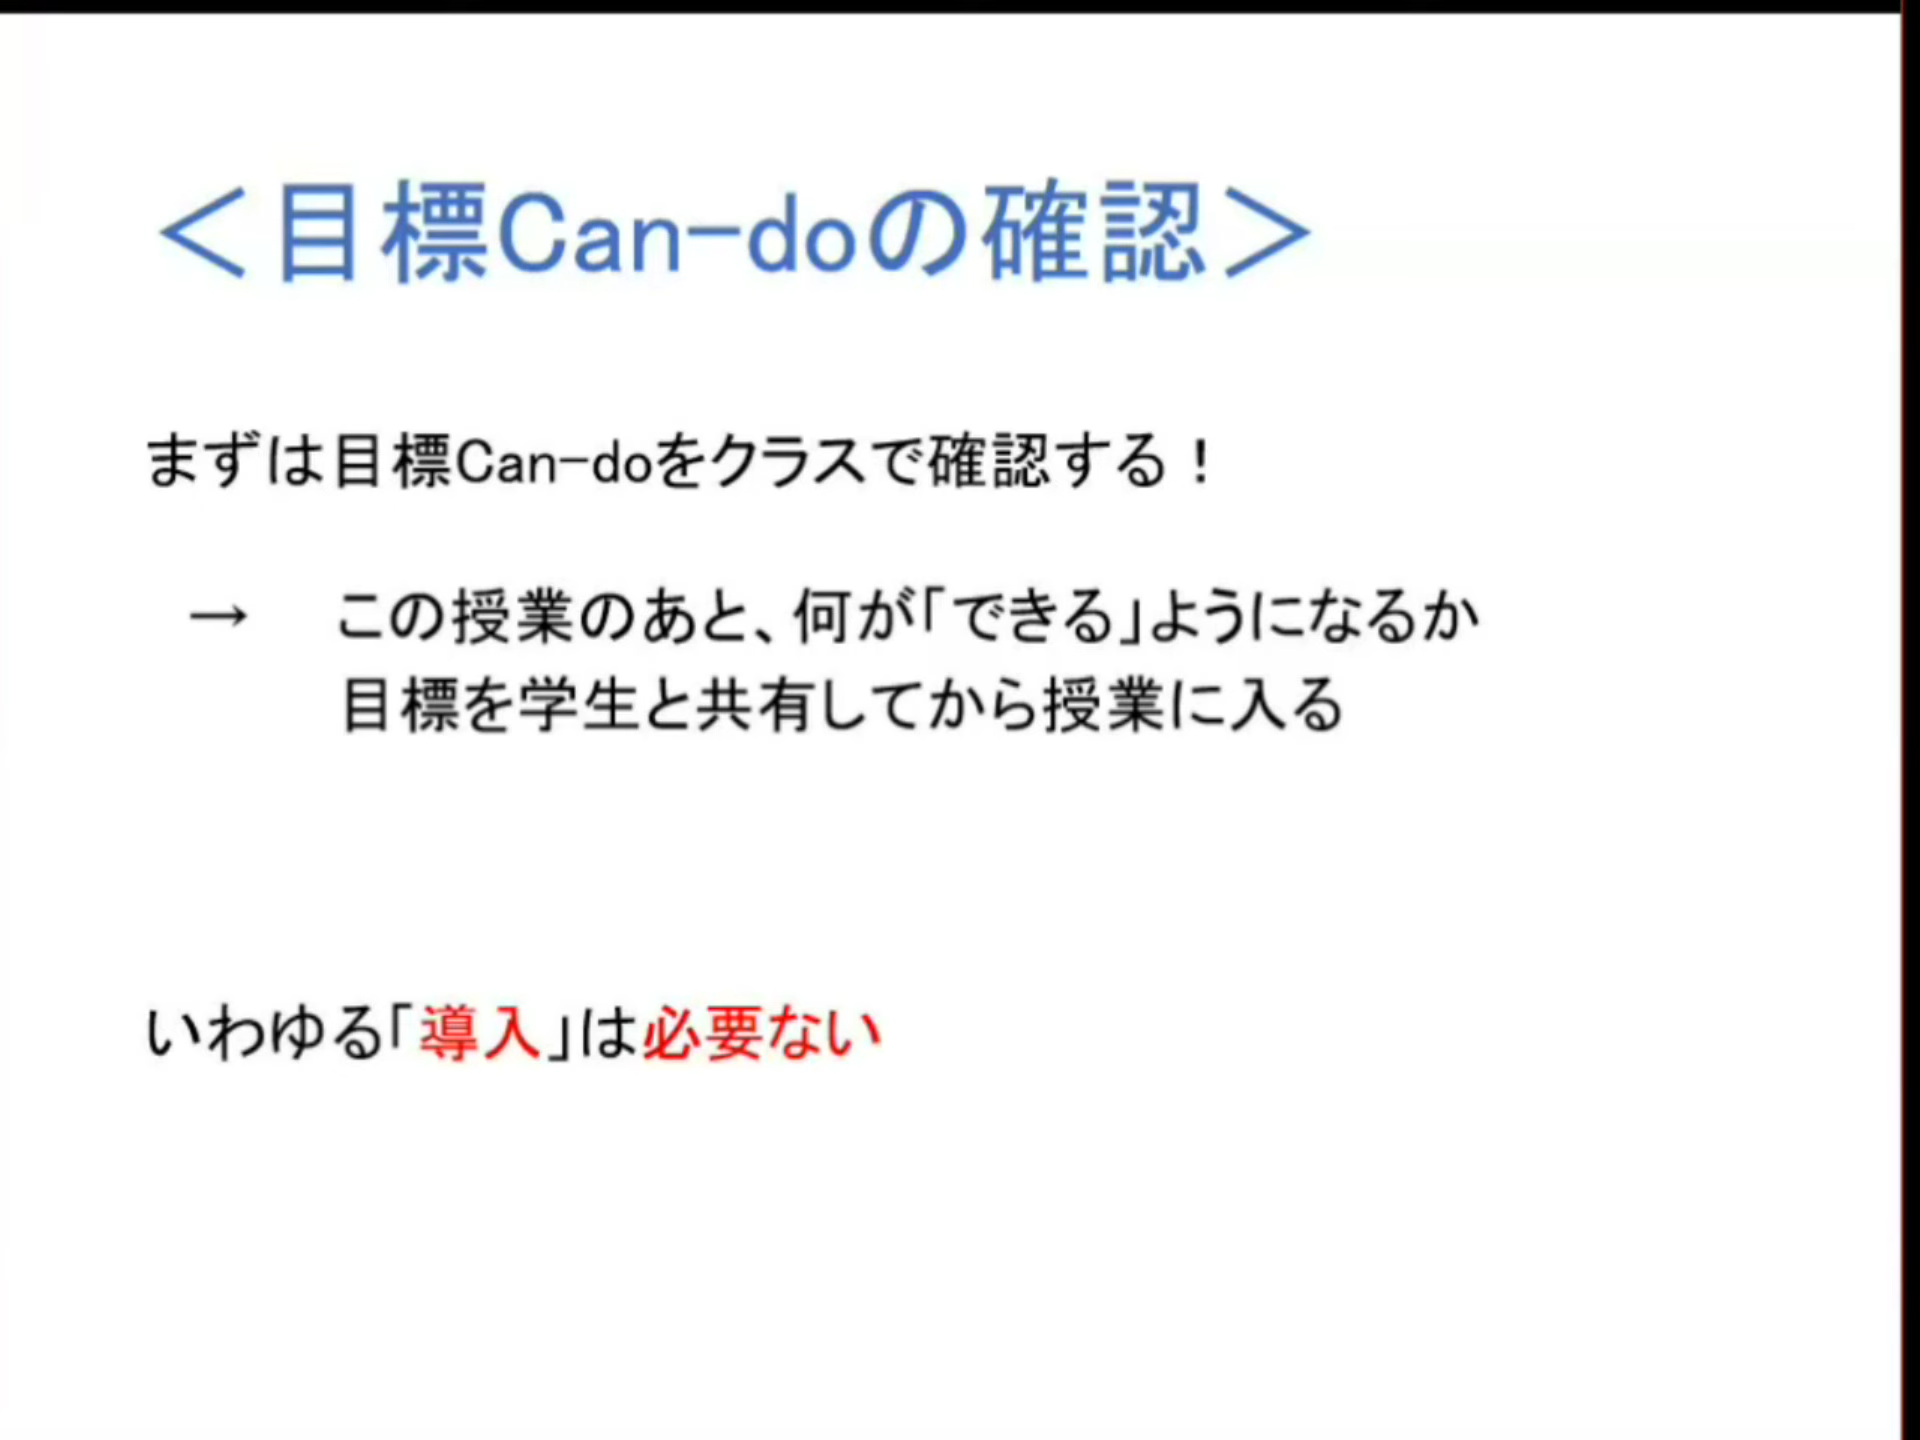 ＜目標Can-doの確認＞
まずは目標Can-doをクラスで確認する！
→　この授業のあと、何が「できる」ようになるか
目標を学生と共有してから授業に入る
いわゆる「導入」は必要ない